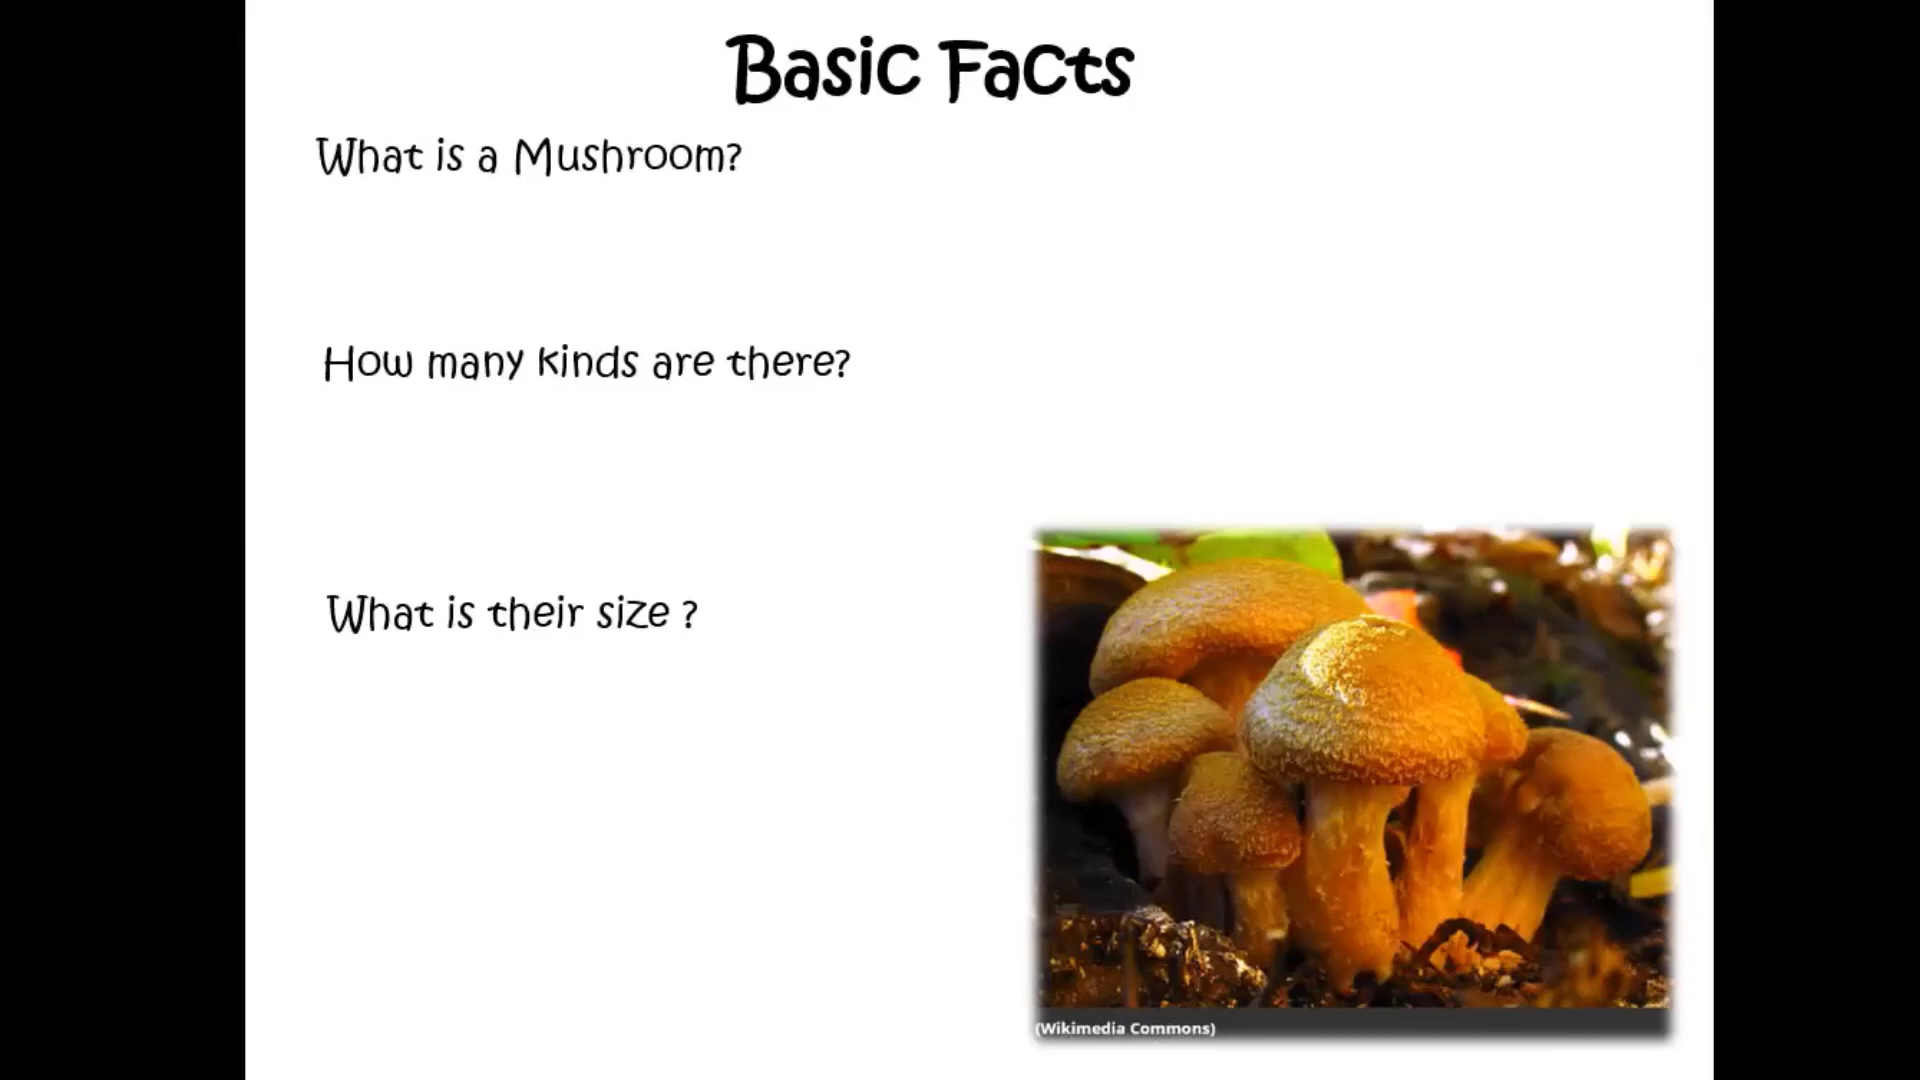 Basic Facts
What is a Mushroom?
How many kinds are there?
What is their size ?
(Wikimedia Commons)